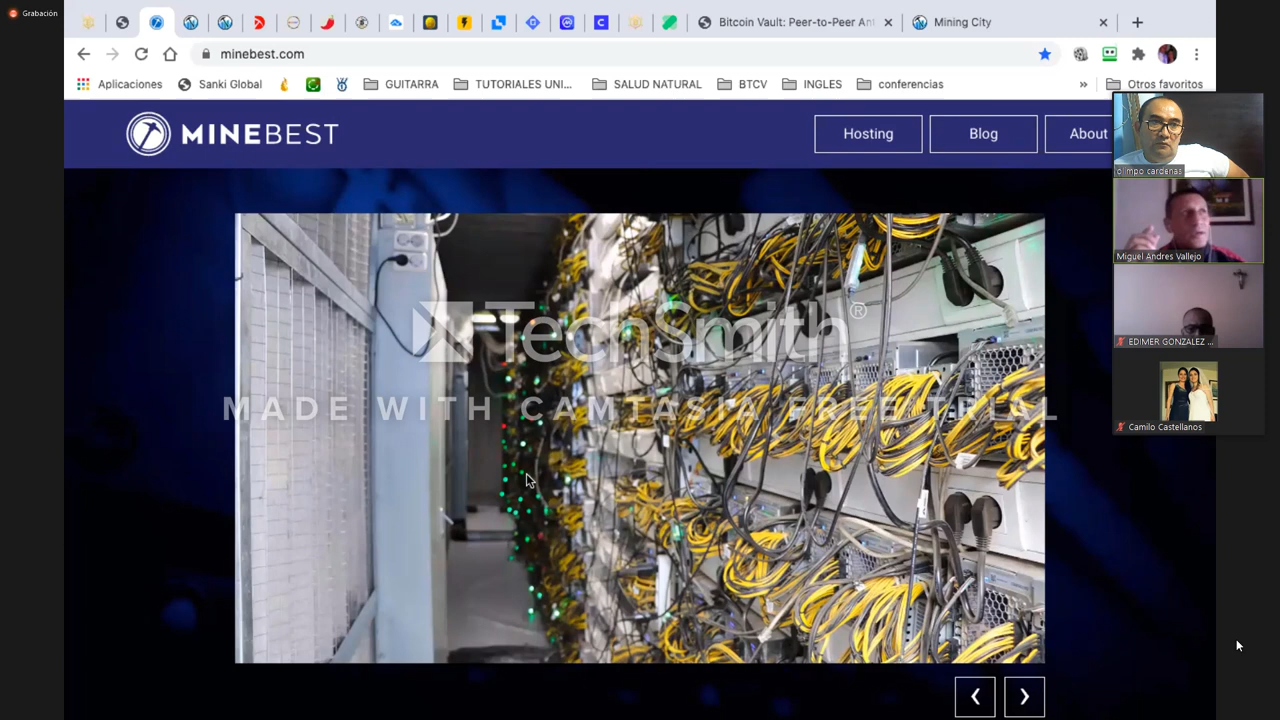 Grabación
Bitcoin Vault: Peer-to-Peer Ant
Mining City
minebest.com
Aplicaciones
Sanki Global
GUITARRA
TUTORIALES UNI...
SALUD NATURAL
BTCV
INGLES
conferencias
»
Otros favoritos
MINEBEST
Hosting
Blog
About
olimpo cardenas
Miguel Andres Vallejo
EDIMER GONZALEZ ...
Camilo Castellanos
TechSmith®
MADE WITH CAMTASIA FREE TRIAL